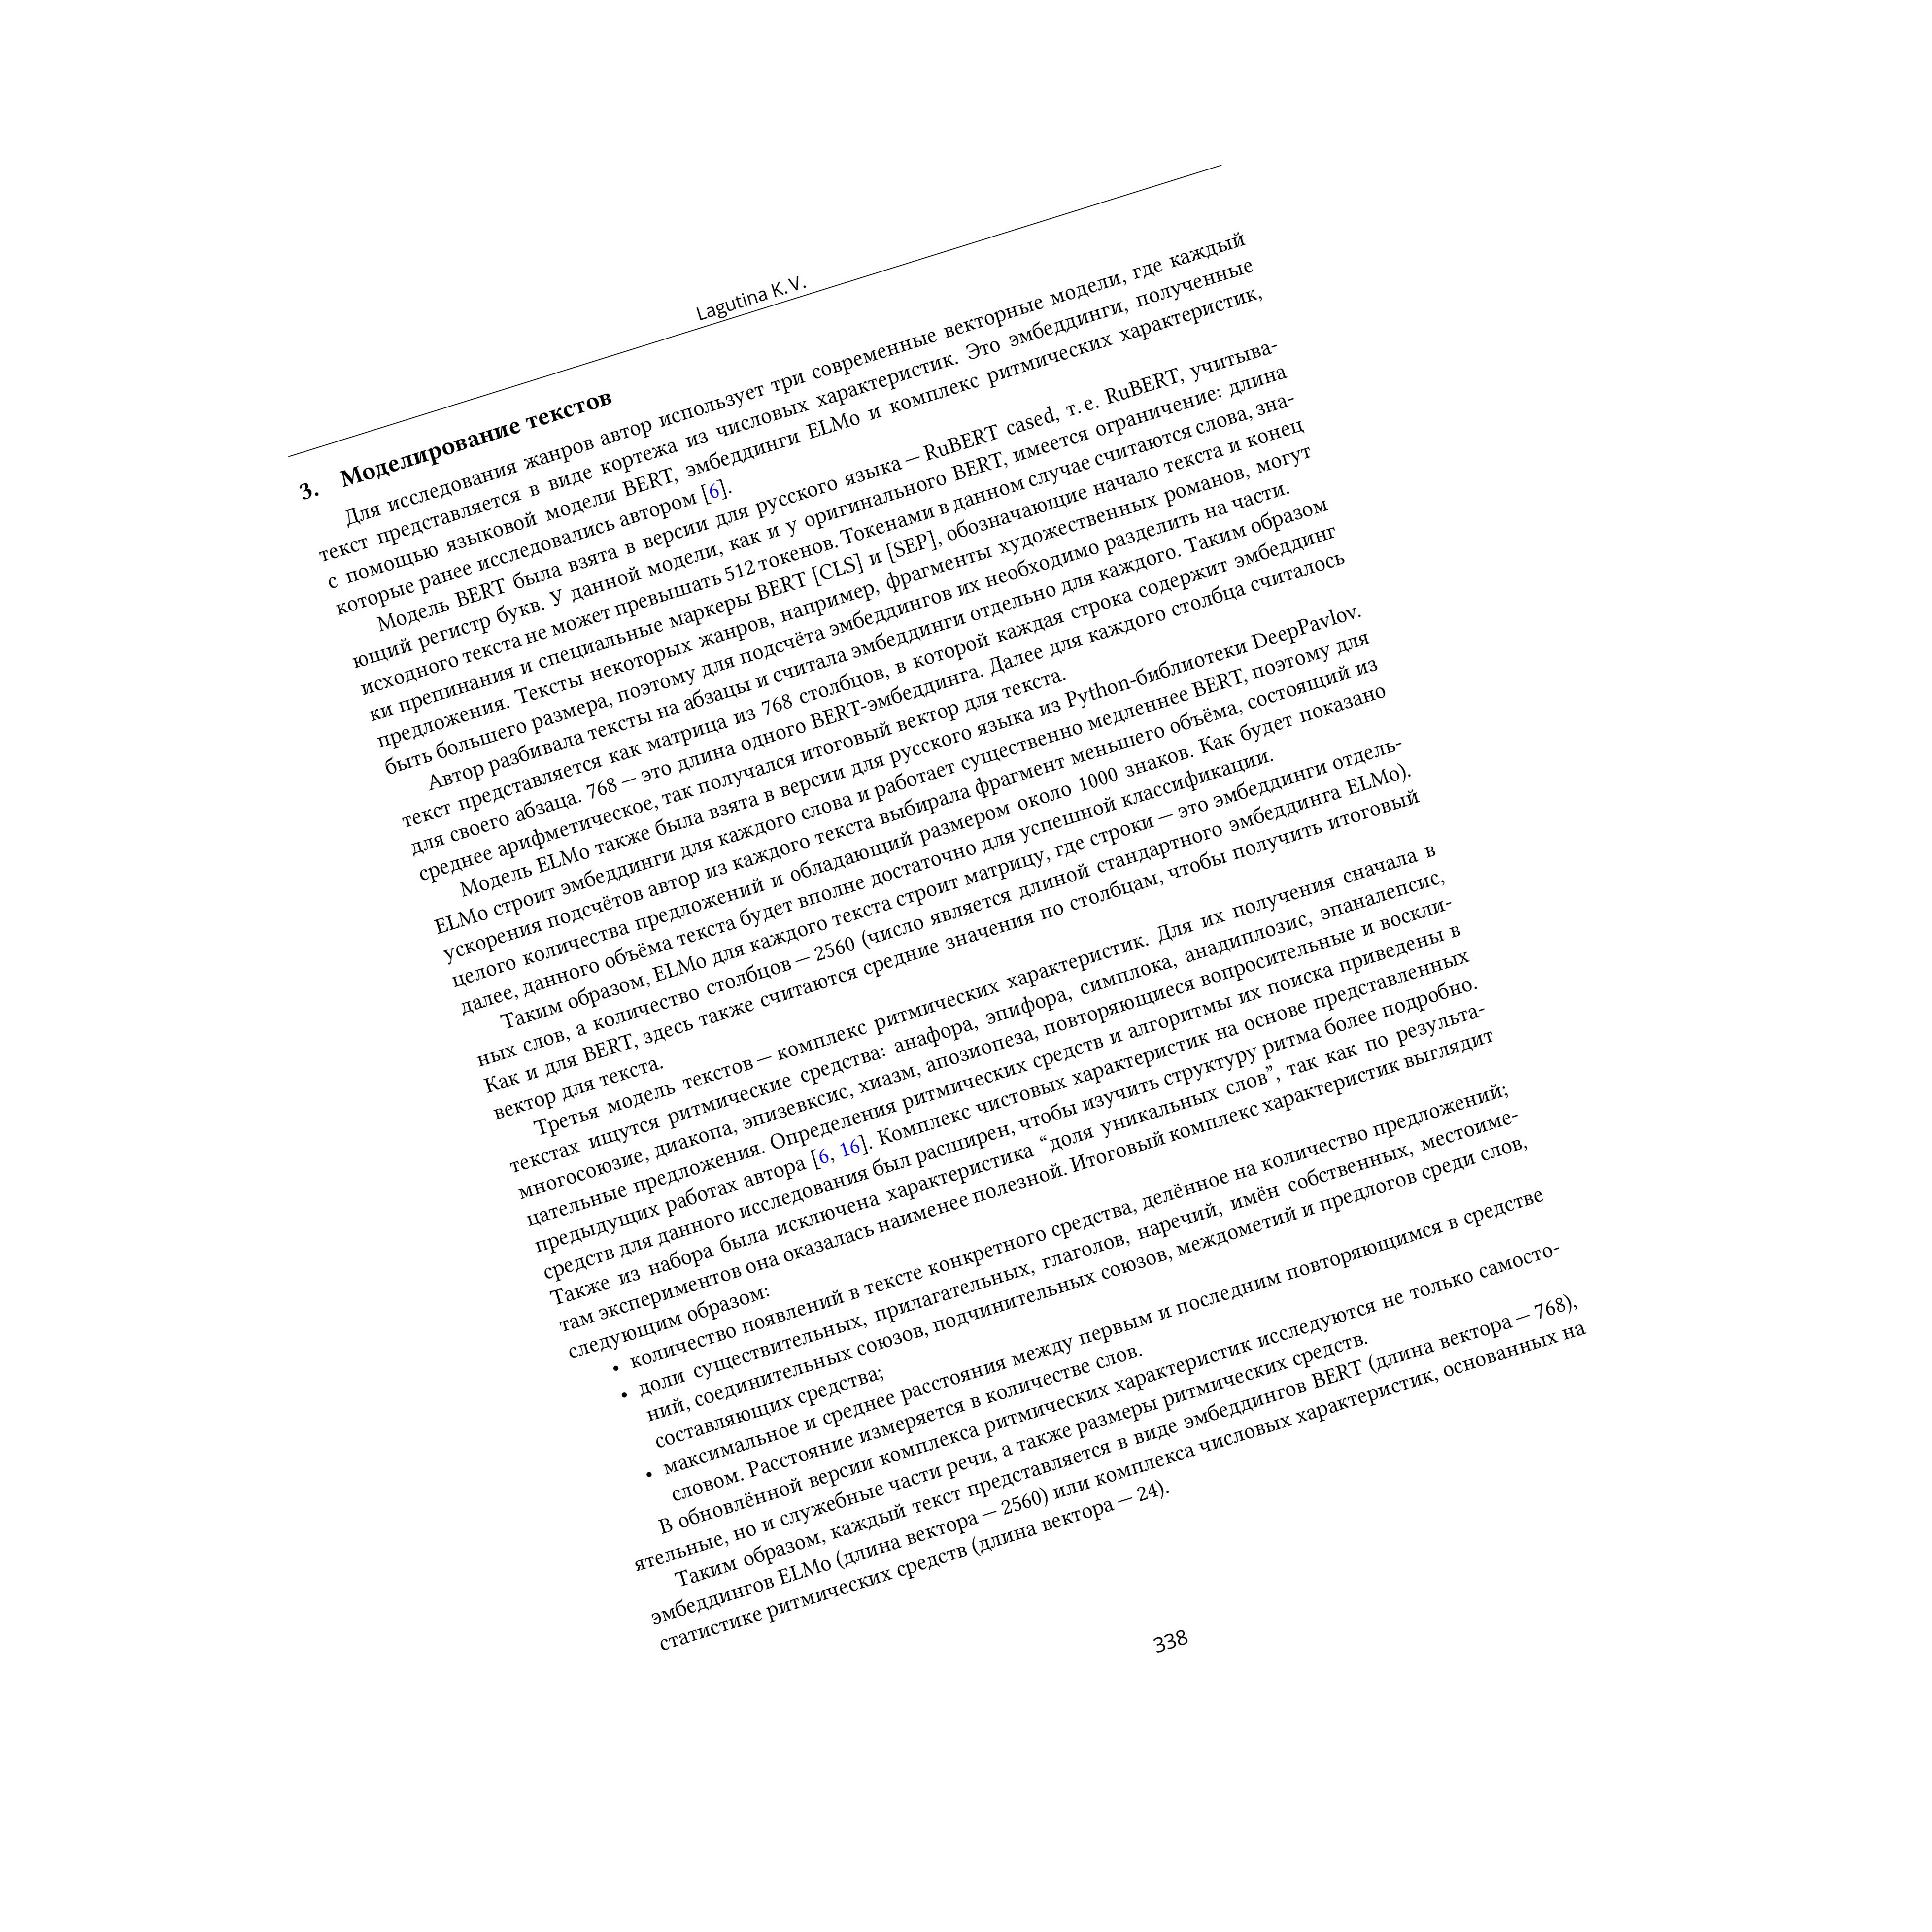 Lagutina K. V.
3. Моделирование текстов
Для исследования жанров автор использует три современные векторные модели, где каждый
текст представляется в виде кортежа из числовых характеристик. Это эмбеддинги, полученные
с помощью языковой модели BERT, эмбеддинги ELMo и комплекс ритмических характеристик,
которые ранее исследовались автором [6].
Модель BERT была взята в версии для русского языка — RuBERT cased, т. е. RuBERT, учитыва-
ющий регистр букв. У данной модели, как и у оригинального BERT, имеется ограничение: длина
исходного текста не может превышать 512 токенов. Токенами в данном случае считаются слова, зна-
ки препинания и специальные маркеры BERT [CLS] и [SEP], обозначающие начало текста и конец
предложения. Тексты некоторых жанров, например, фрагменты художественных романов, могут
быть большего размера, поэтому для подсчёта эмбеддингов их необходимо разделить на части.
Автор разбивала тексты на абзацы и считала эмбеддинги отдельно для каждого. Таким образом
текст представляется как матрица из 768 столбцов, в которой каждая строка содержит эмбеддинг
для своего абзаца. 768 — это длина одного BERT-эмбеддинга. Далее для каждого столбца считалось
среднее арифметическое, так получался итоговый вектор для текста.
Модель ELMo также была взята в версии для русского языка из Python-библиотеки DeepPavlov.
ELMo строит эмбеддинги для каждого слова и работает существенно медленнее BERT, поэтому для
ускорения подсчётов автор из каждого текста выбирала фрагмент меньшего объёма, состоящий из
целого количества предложений и обладающий размером около 1000 знаков. Как будет показано
далее, данного объёма текста будет вполне достаточно для успешной классификации.
Таким образом, ELMo для каждого текста строит матрицу, где строки — это эмбеддинги отдель-
ных слов, а количество столбцов — 2560 (число является длиной стандартного эмбеддинга ELMo).
Как и для BERT, здесь также считаются средние значения по столбцам, чтобы получить итоговый
вектор для текста.
Третья модель текстов — комплекс ритмических характеристик. Для их получения сначала в
текстах ищутся ритмические средства: анафора, эпифора, симплока, анадиплозис, эпаналепсис,
многосоюзие, диакопа, эпизевксис, хиазм, апозиопеза, повторяющиеся вопросительные и воскли-
цательные предложения. Определения ритмических средств и алгоритмы их поиска приведены в
предыдущих работах автора [6, 16]. Комплекс чистовых характеристик на основе представленных
средств для данного исследования был расширен, чтобы изучить структуру ритма более подробно.
Также из набора была исключена характеристика “доля уникальных слов”, так как по результа-
там экспериментов она оказалась наименее полезной. Итоговый комплекс характеристик выглядит
следующим образом:
• количество появлений в тексте конкретного средства, делённое на количество предложений;
• доли существительных, прилагательных, глаголов, наречий, имён собственных, местоиме-
ний, соединительных союзов, подчинительных союзов, междометий и предлогов среди слов,
составляющих средства;
• максимальное и среднее расстояния между первым и последним повторяющимся в средстве
словом. Расстояние измеряется в количестве слов.
В обновлённой версии комплекса ритмических характеристик исследуются не только самосто-
ятельные, но и служебные части речи, а также размеры ритмических средств.
Таким образом, каждый текст представляется в виде эмбеддингов BERT (длина вектора — 768),
эмбеддингов ELMo (длина вектора — 2560) или комплекса числовых характеристик, основанных на
статистике ритмических средств (длина вектора — 24).
338